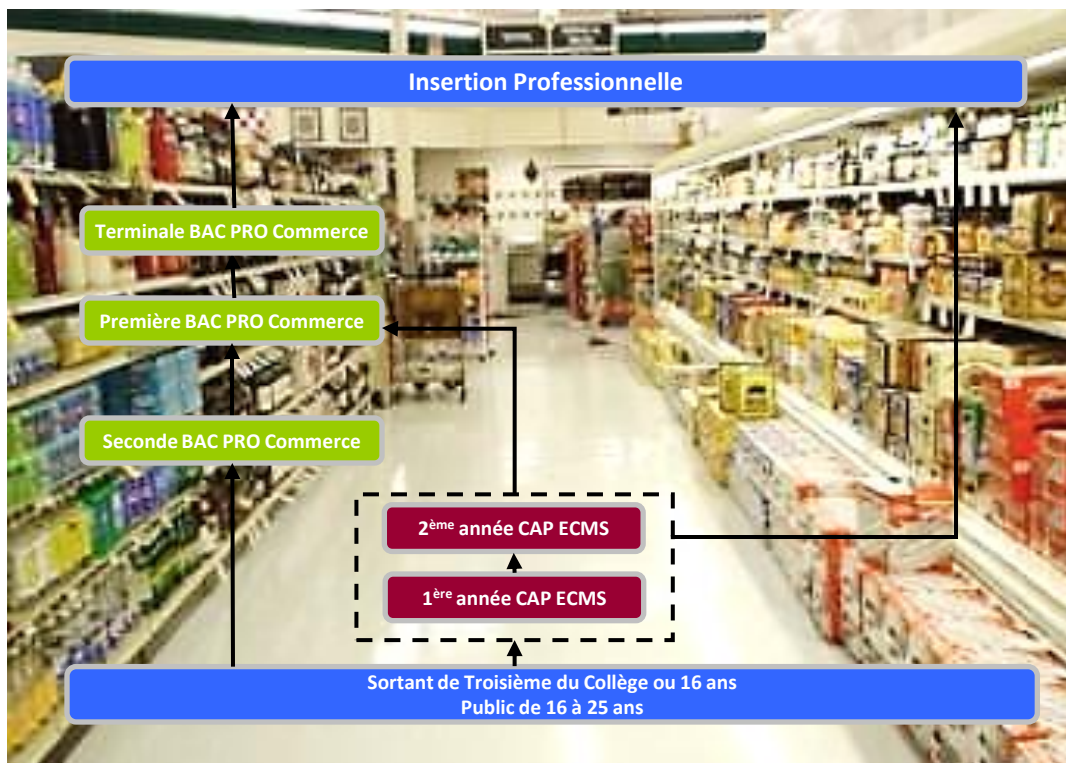 Insertion Professionnelle
Terminale BAC PRO Commerce
Première BAC PRO Commerce
Seconde BAC PRO Commerce
2ème année CAP ECMS
1ère année CAP ECMS
Sortant de Troisième du Collège ou 16 ans
Public de 16 à 25 ans